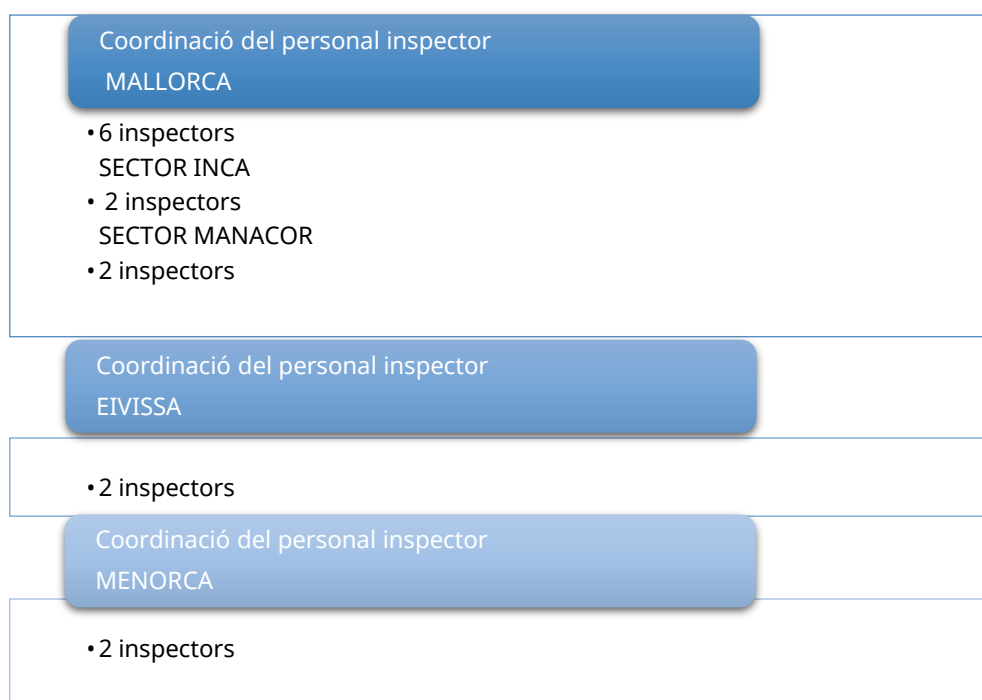 Coordinació del personal inspector
MALLORCA
• 6 inspectors
SECTOR INCA
• 2 inspectors
SECTOR MANACOR
• 2 inspectors
Coordinació del personal inspector
EIVISSA
• 2 inspectors
Coordinació del personal inspector
MENORCA
• 2 inspectors